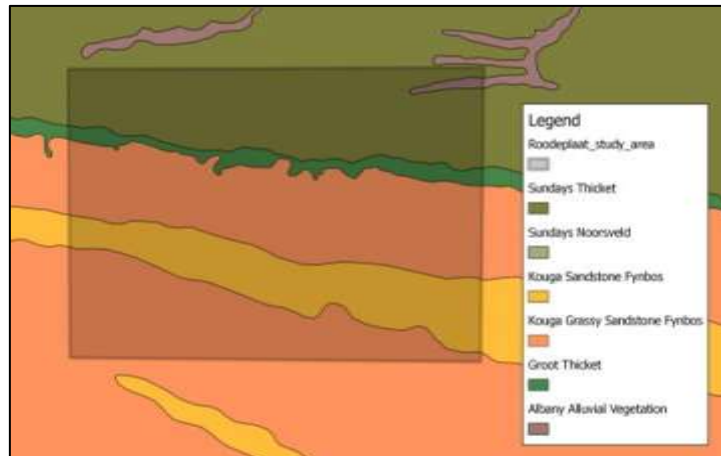 Legend
Roodeplaat_study_area
Sundays Thicket
Sundays Noorsveld
Kouga Sandstone Fynbos
Kouga Grassy Sandstone Fynbos
Groot Thicket
Albany Alluvial Vegetation